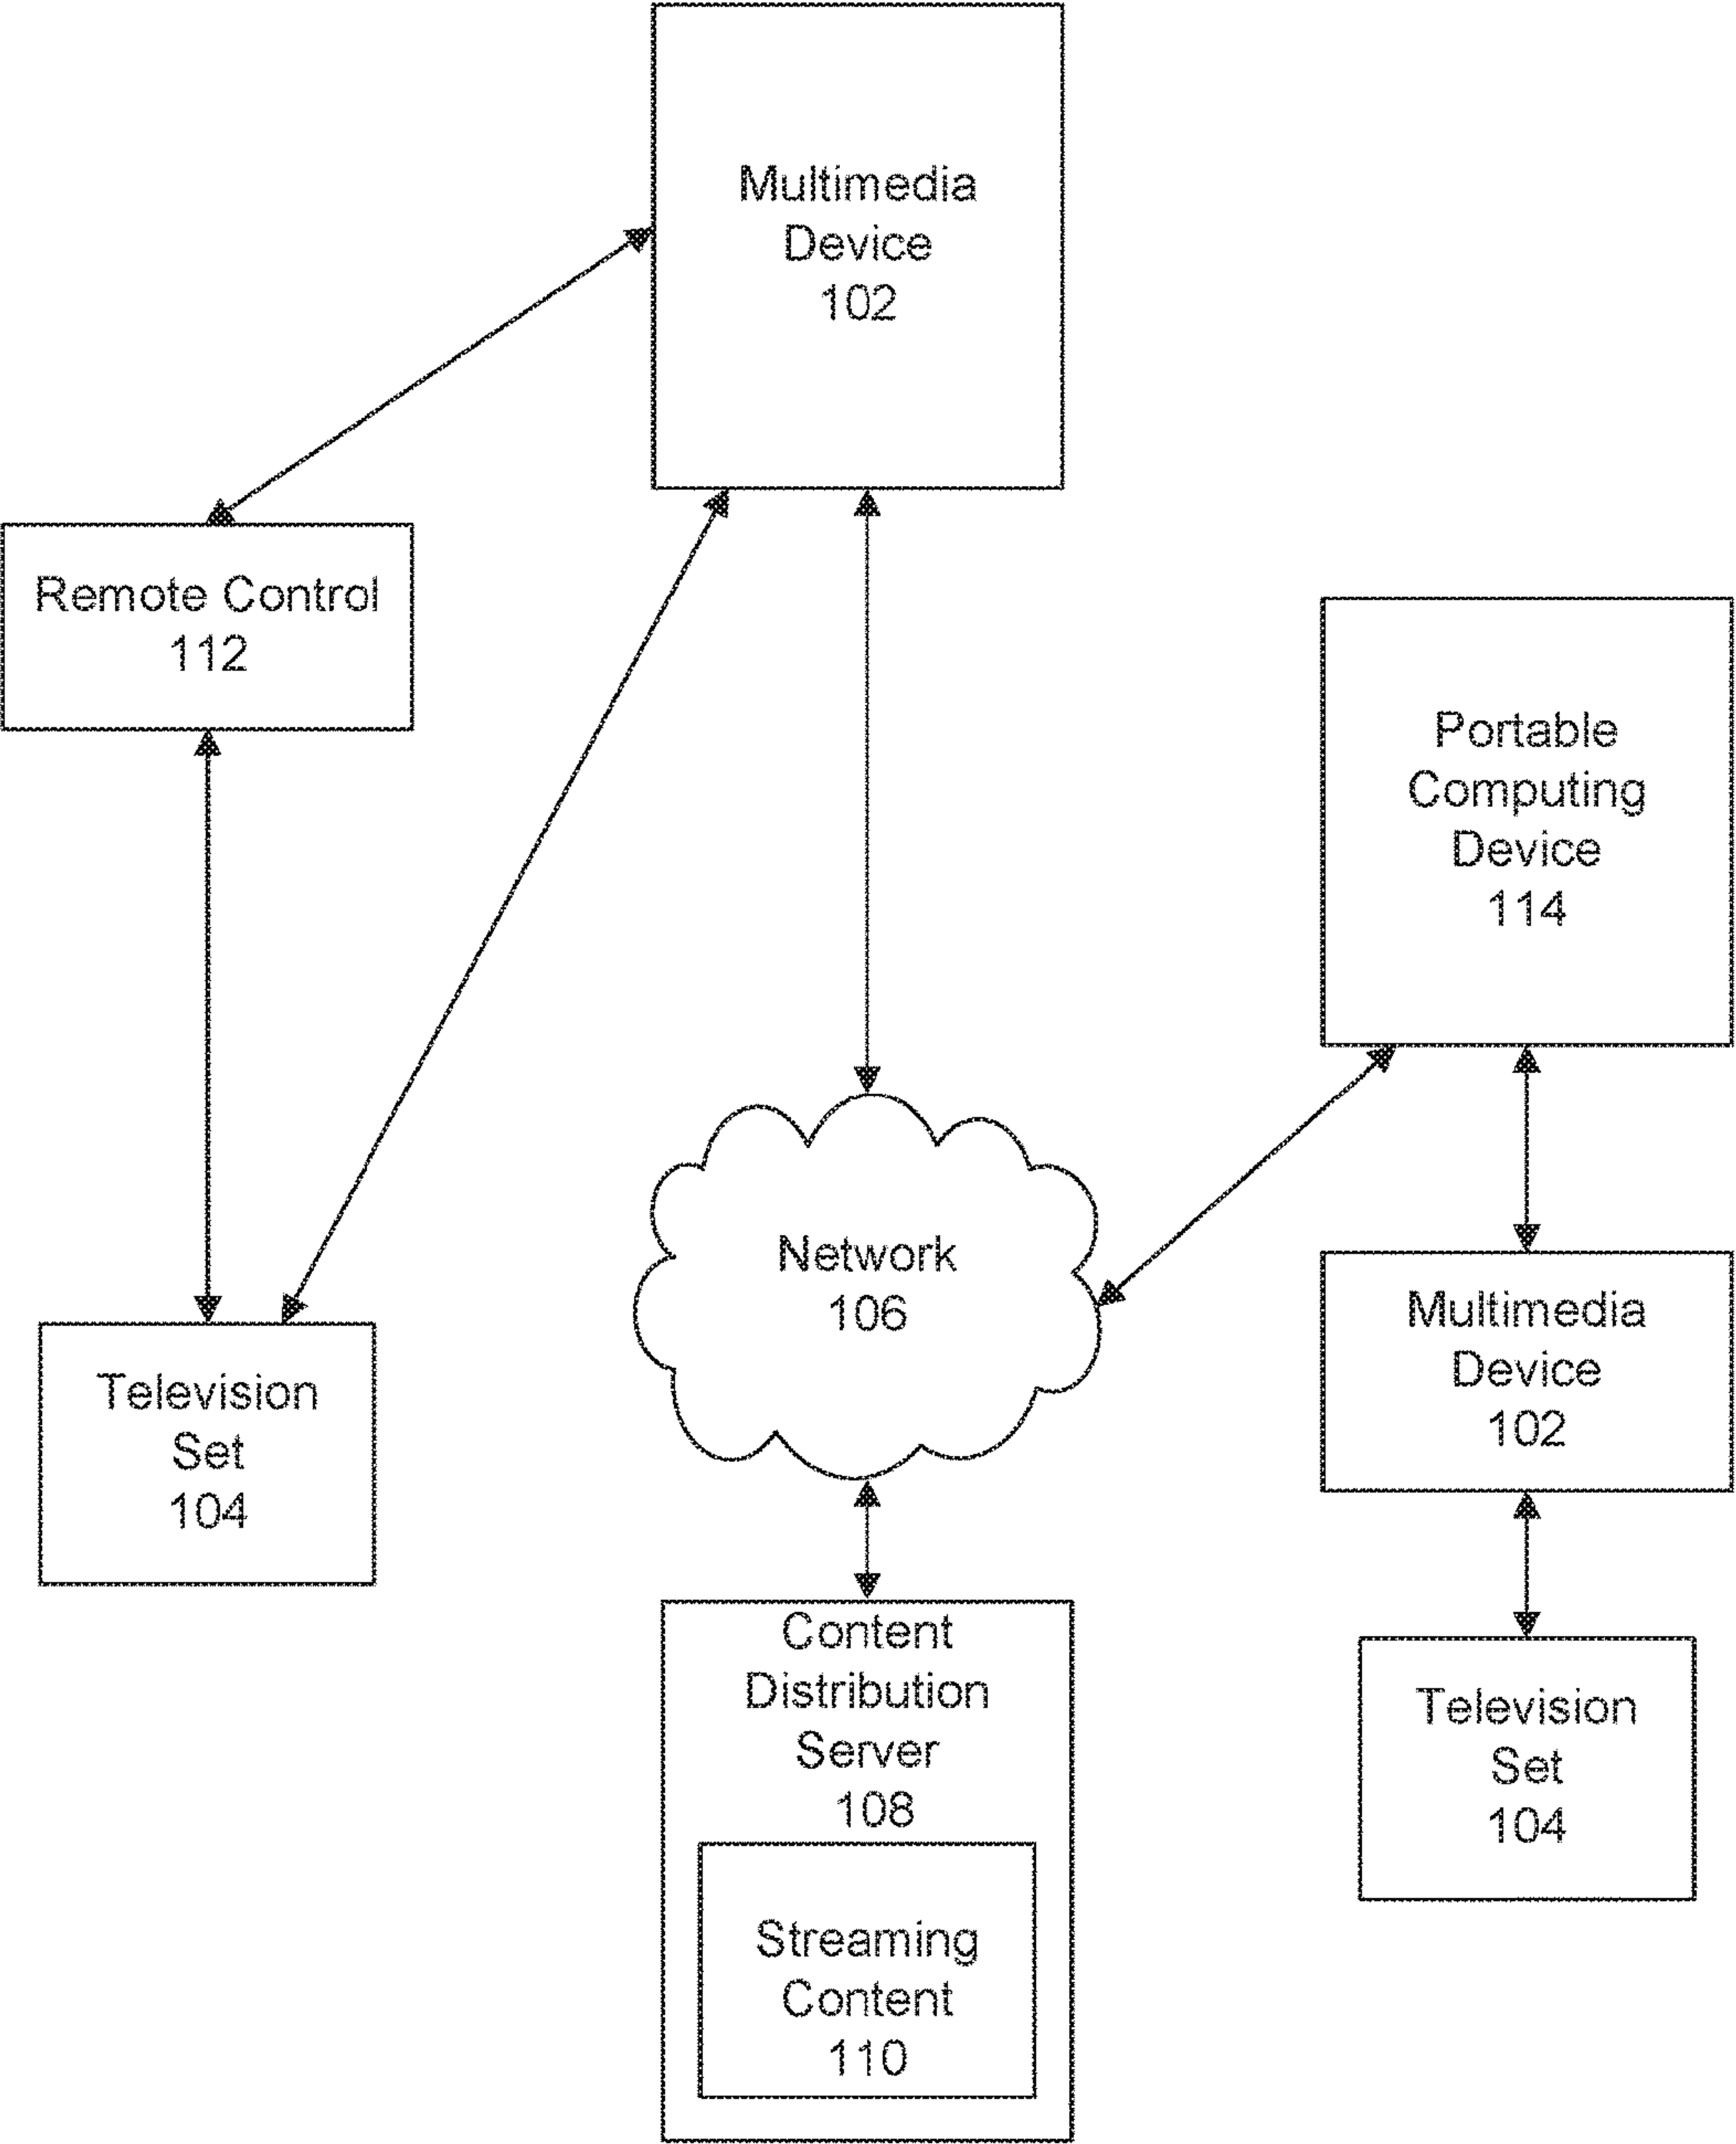 Multimedia
Device
102
Remote Control
112
Portable
Computing
Device
114
Network
106
Multimedia
Device
102
Television
Set
104
Content
Distribution
Server
108
Television
Set
104
Streaming
Content
110